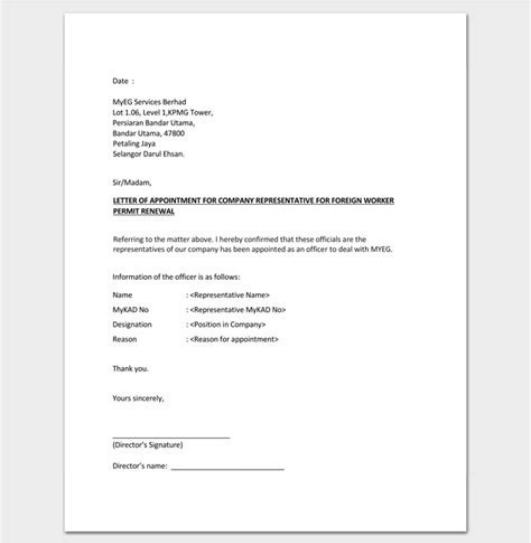 Date :
MyEG Services Berhad
Lot 1.06, Level 1,KPMG Tower,
Persiaran Bandar Utama,
Bandar Utama, 47800
Petaling Jaya
Selangor Darul Ehsan.
Sir/Madam,
LETTER OF APPOINTMENT FOR COMPANY REPRESENTATIVE FOR FOREIGN WORKER
PERMIT RENEWAL
Referring to the matter above. I hereby confirmed that these officials are the
representatives of our company has been appointed as an officer to deal with MYEG.
Information of the officer is as follows:
Name : <Representative Name>
MyKAD No : <Representative MyKAD No>
Designation : <Position in Company>
Reason : <Reason for appointment>
Thank you.
Yours sincerely,
(Director's Signature)
Director's name: